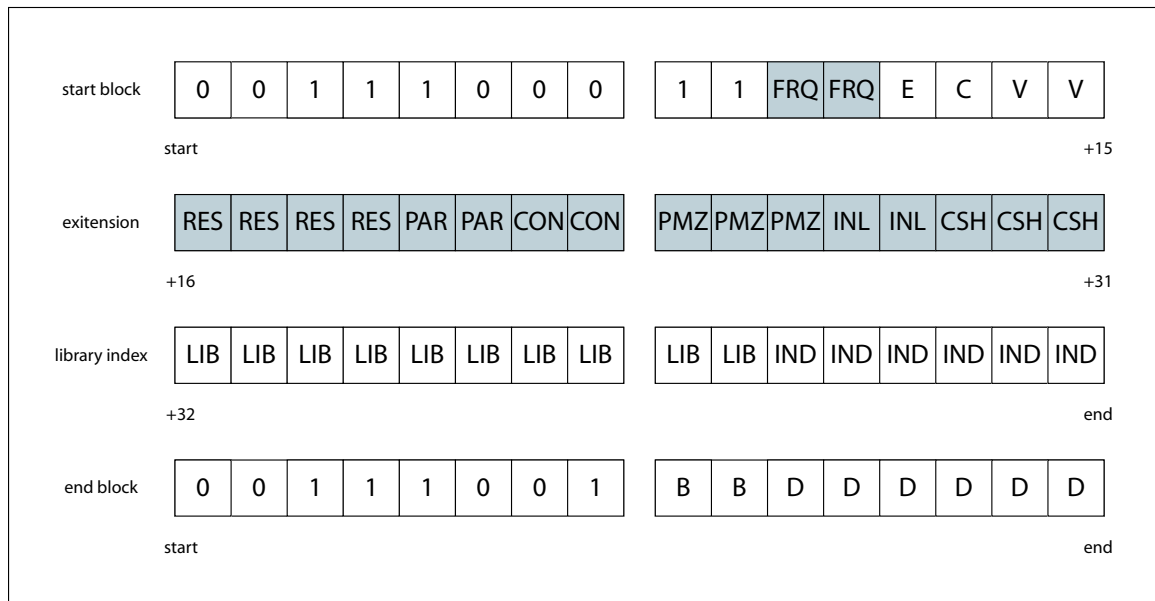 start block 0 0 1 1 1 0 0 0 1 1 FRQ FRQ E C V V
start +15
exitension RES RES RES RES PAR PAR CON CON PMZ PMZ PMZ INL INL CSH CSH CSH
+16 +31
library index LIB LIB LIB LIB LIB LIB LIB LIB LIB LIB IND IND IND IND IND IND
+32 end
end block 0 0 1 1 1 0 0 1 B B D D D D D D
start end